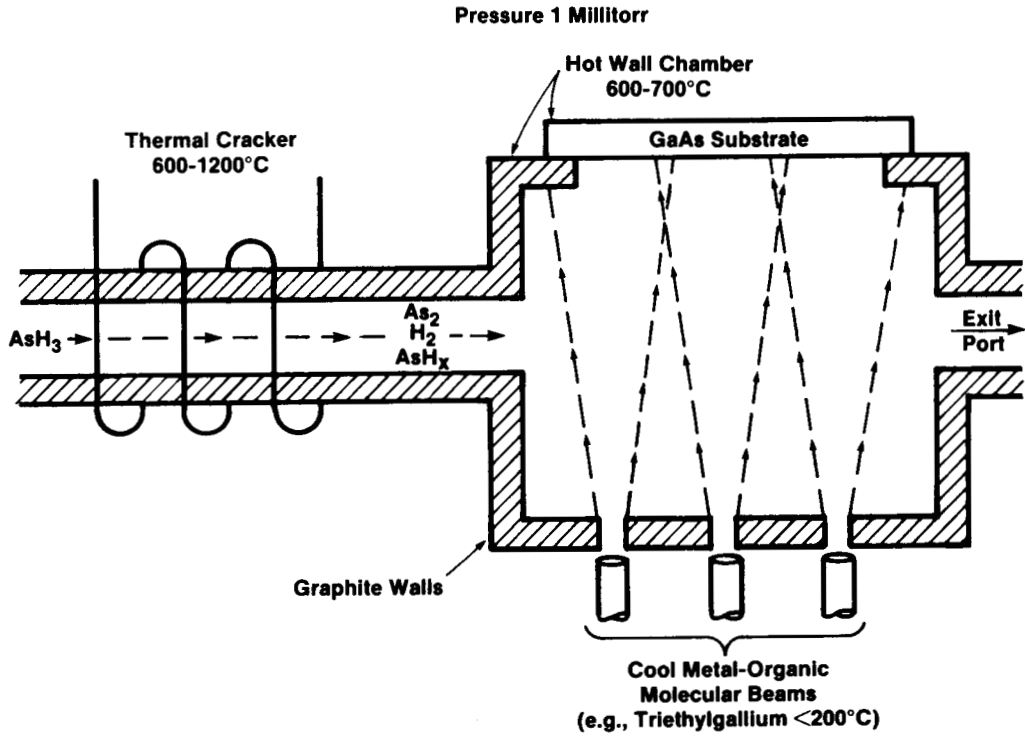 Pressure 1 Millitorr
Hot Wall Chamber
600-700°C
Thermal Cracker
600-1200°C
GaAs Substrate
AsH₃
As₂
H₂
AsHₓ
Exit
Port
Graphite Walls
Cool Metal-Organic
Molecular Beams
(e.g., Triethylgallium <200°C)